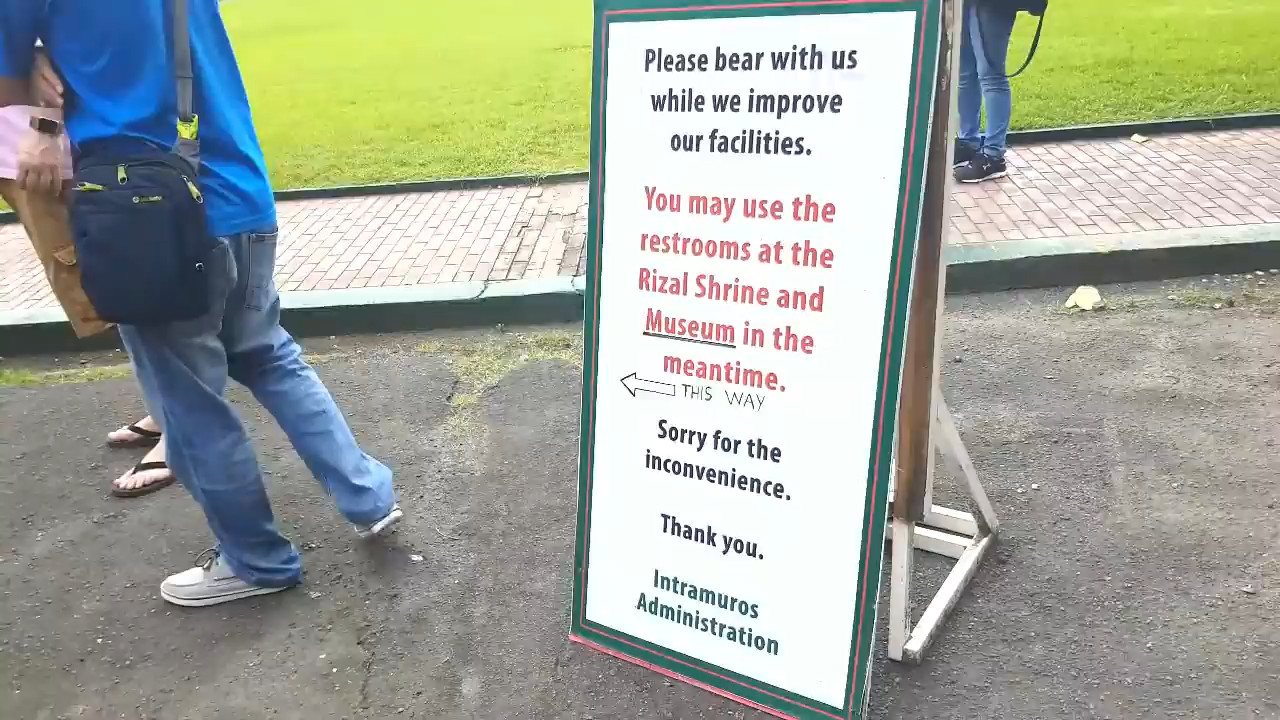 Please bear with us
while we improve
our facilities.
You may use the
restrooms at the
Rizal Shrine and
Museum in the
meantime.
THIS WAY
Sorry for the
inconvenience.
Thank you.
Intramuros
Administration